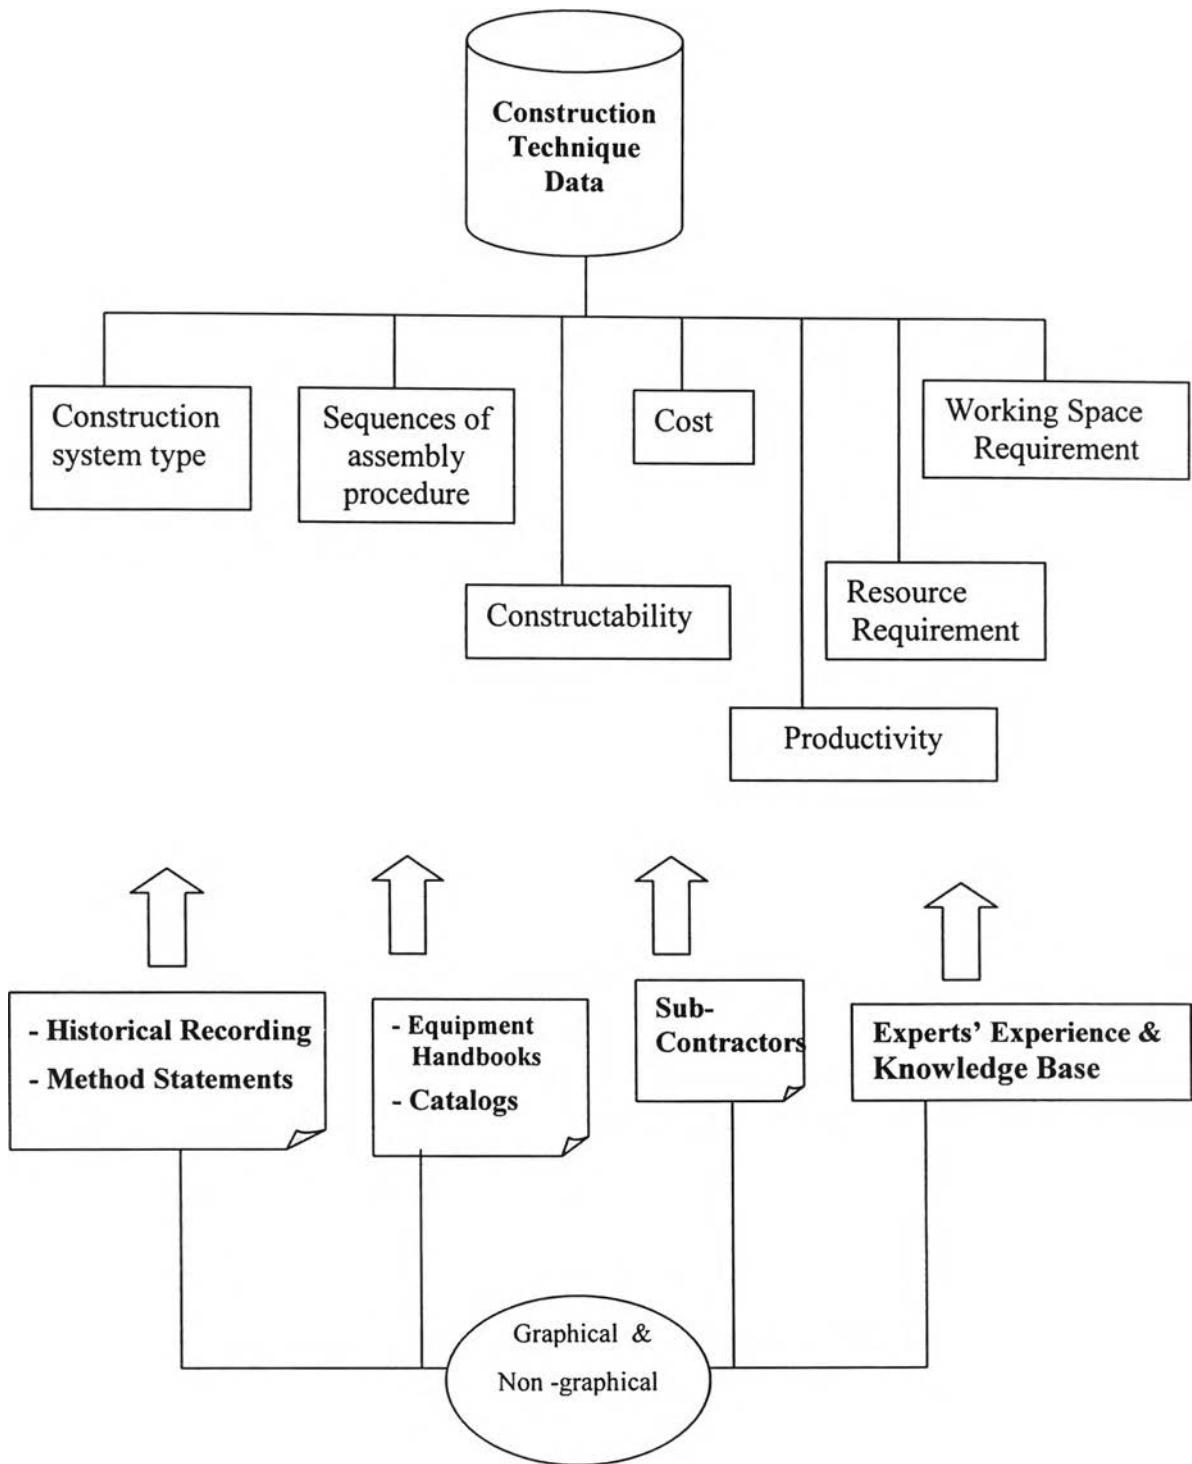 Construction
Technique
Data
Construction
system type
Sequences of
assembly
procedure
Cost
Working Space
Requirement
Constructability
Resource
Requirement
Productivity
- Historical Recording
- Method Statements
- Equipment
Handbooks
- Catalogs
Sub-
Contractors
Experts’ Experience &
Knowledge Base
Graphical &
Non -graphical